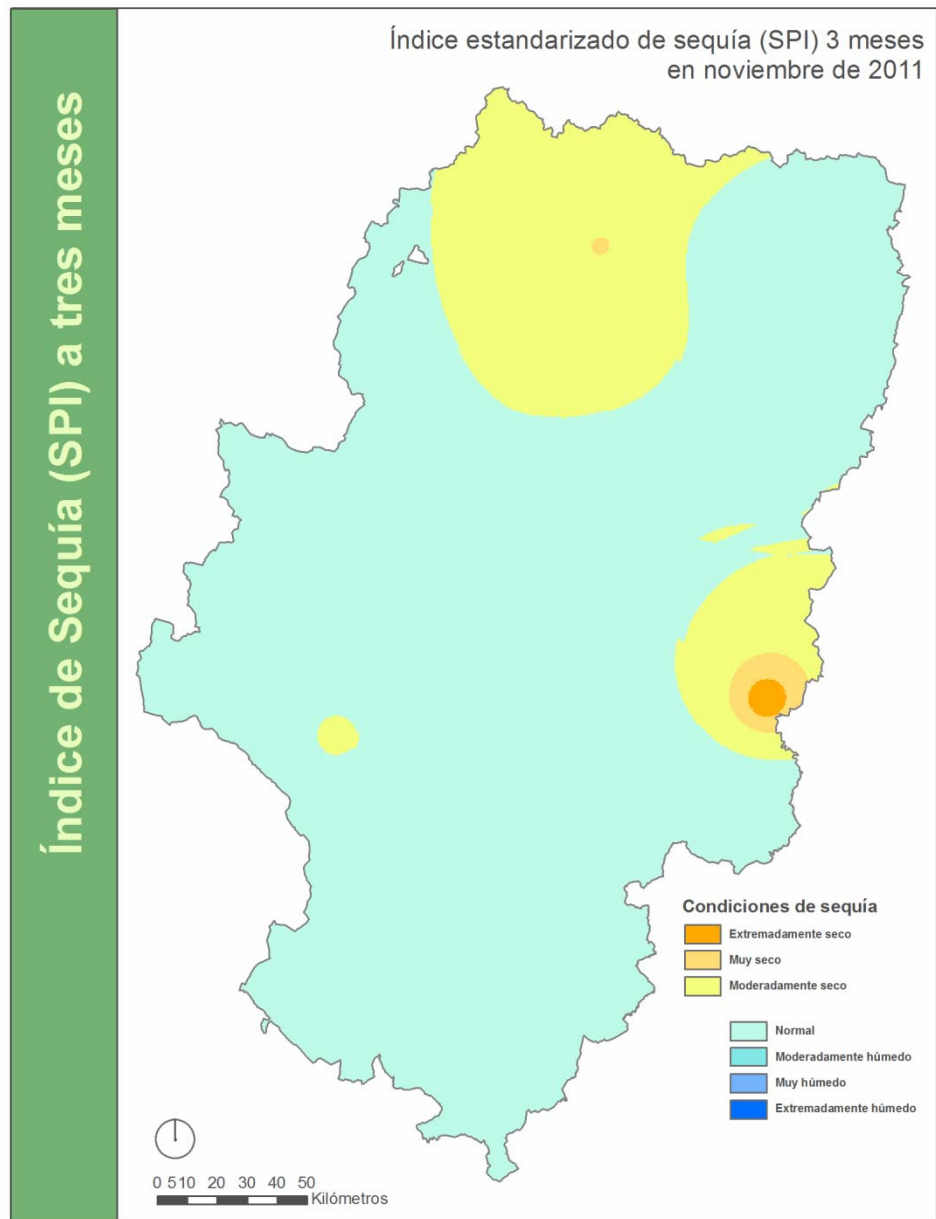 Índice de Sequía (SPI) a tres meses
Índice estandarizado de sequía (SPI) 3 meses
en noviembre de 2011
Condiciones de sequía
Extremadamente seco
Muy seco
Moderadamente seco
Normal
Moderadamente húmedo
Muy húmedo
Extremadamente húmedo
0 5 10 20 30 40 50
Kilómetros